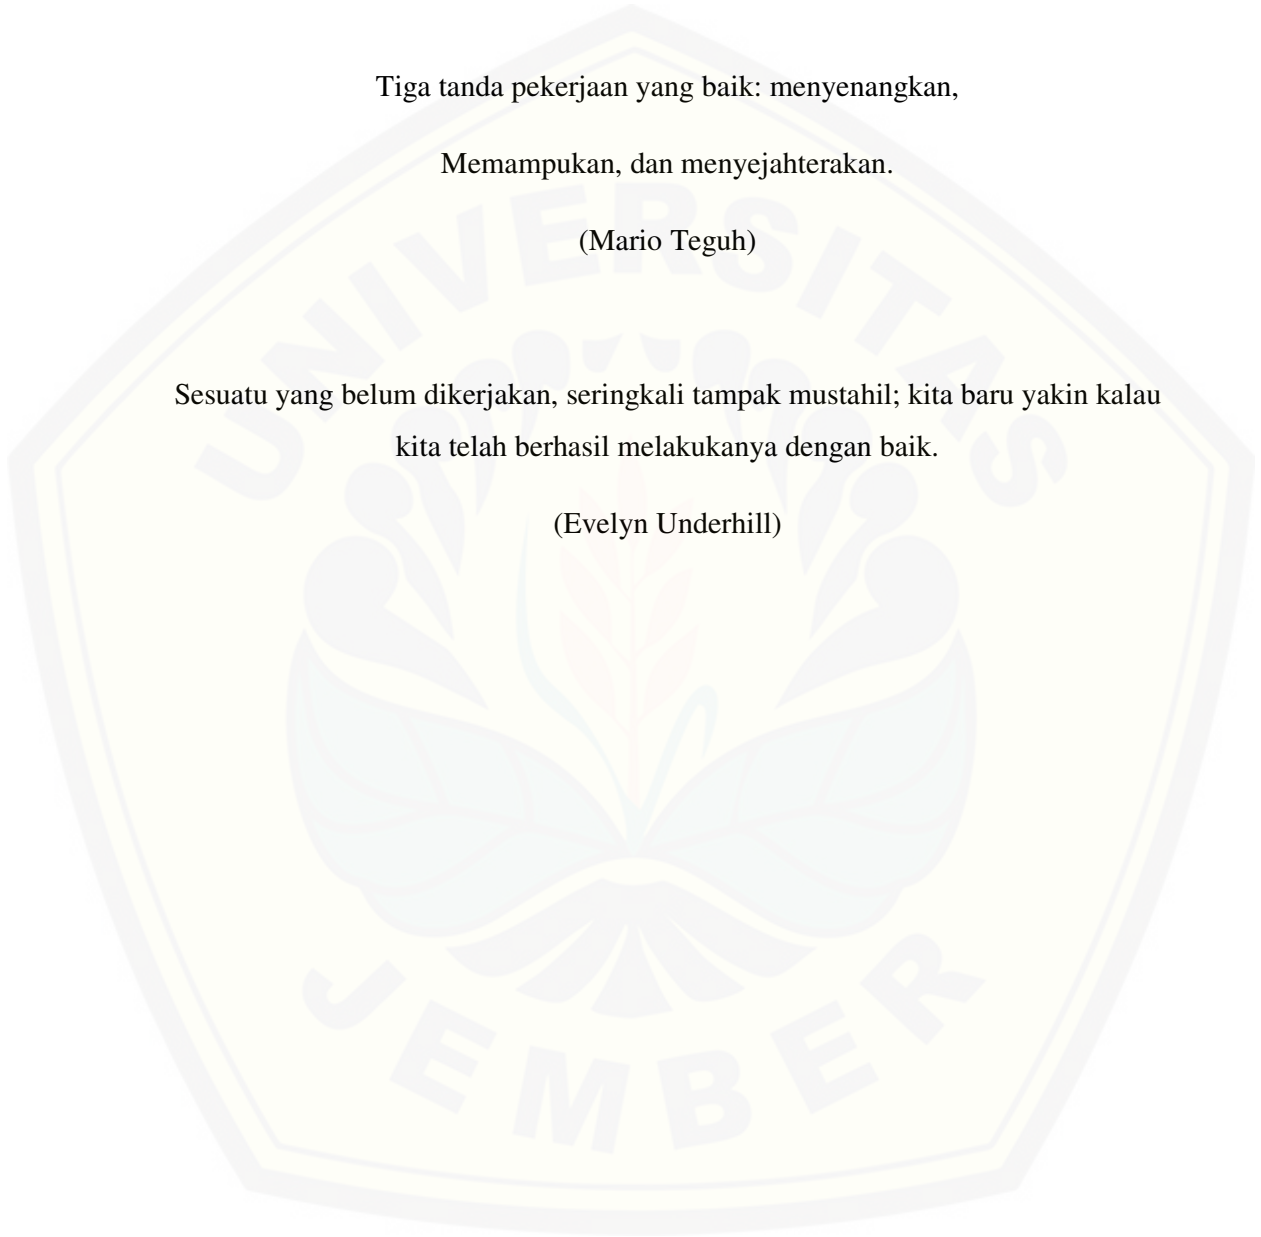 Tiga tanda pekerjaan yang baik: menyenangkan,
Memampukan, dan menyejahterakan.
(Mario Teguh)
Sesuatu yang belum dikerjakan, seringkali tampak mustahil; kita baru yakin kalau
kita telah berhasil melakukanya dengan baik.
(Evelyn Underhill)
UNIVERSITAS
JEMBER